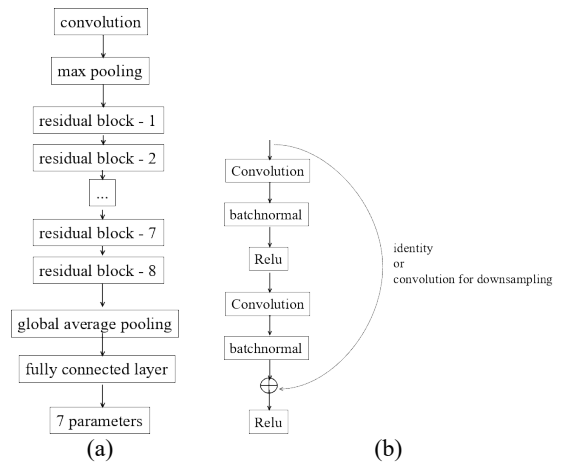 convolution
max pooling
residual block - 1
residual block - 2
...
residual block - 7
residual block - 8
global average pooling
fully connected layer
7 parameters
(a)
Convolution
batchnormal
Relu
Convolution
batchnormal
Relu
identity
or
convolution for downsampling
(b)